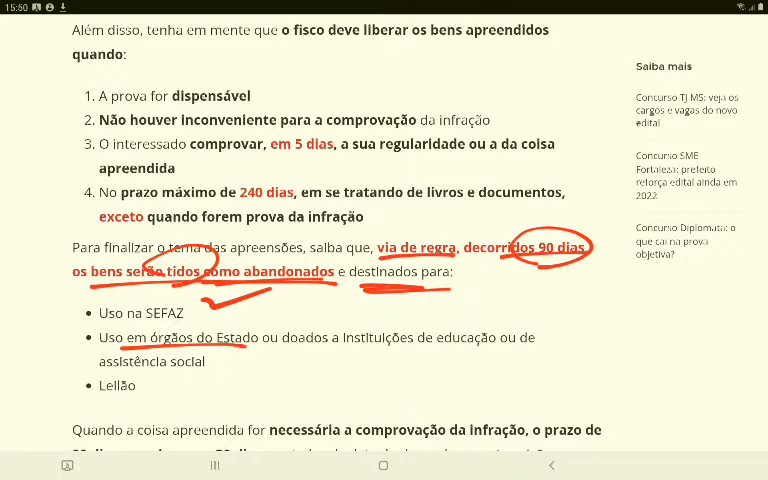 15:50
Além disso, tenha em mente que o fisco deve liberar os bens apreendidos
quando:
1. A prova for dispensável
2. Não houver inconveniente para a comprovação da infração
3. O interessado comprovar, em 5 dias, a sua regularidade ou a da coisa
apreendida
4. No prazo máximo de 240 dias, em se tratando de livros e documentos,
exceto quando forem prova da infração
Para finalizar o tema das apreensões, saiba que, via de regra, decorridos 90 dias
os bens serão tidos como abandonados e destinados para:
Uso na SEFAZ
Uso em órgãos do Estado ou doados a instituições de educação ou de
assistência social
Leilão
Quando a coisa apreendida for necessária a comprovação da infração, o prazo de
Saiba mais
Concurso TJ MS: veja os
cargos e vagas do novo
edital
Concurso SME
Fortaleza: prefeito
reforça edital ainda em
2022
Concurso Diplomata: o
que cai na prova
objetiva?